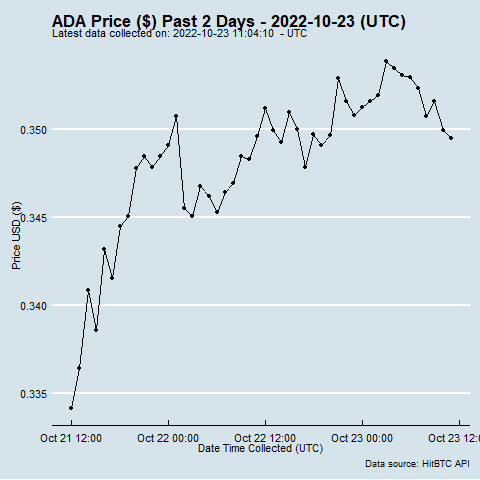 ADA Price ($) Past 2 Days - 2022-10-23 (UTC)
Latest data collected on: 2022-10-23 11:04:10 - UTC
Price USD ($)
0.350
0.345
0.340
0.335
Oct 21 12:00 Oct 22 00:00 Oct 22 12:00 Oct 23 00:00 Oct 23 12:0
Date Time Collected (UTC)
Data source: HitBTC API